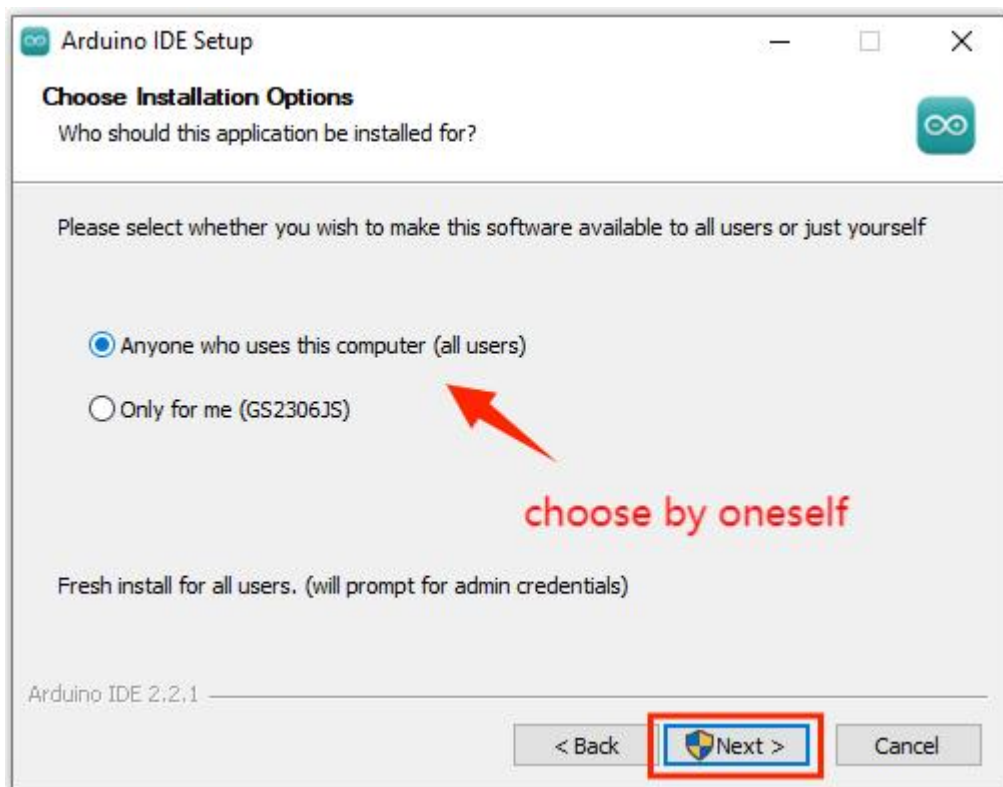 Arduino IDE Setup
Choose Installation Options
Who should this application be installed for?
Please select whether you wish to make this software available to all users or just yourself
Anyone who uses this computer (all users)
Only for me (GS2306JS)
choose by oneself
Fresh install for all users. (will prompt for admin credentials)
Arduino IDE 2.2.1
< Back Next > Cancel